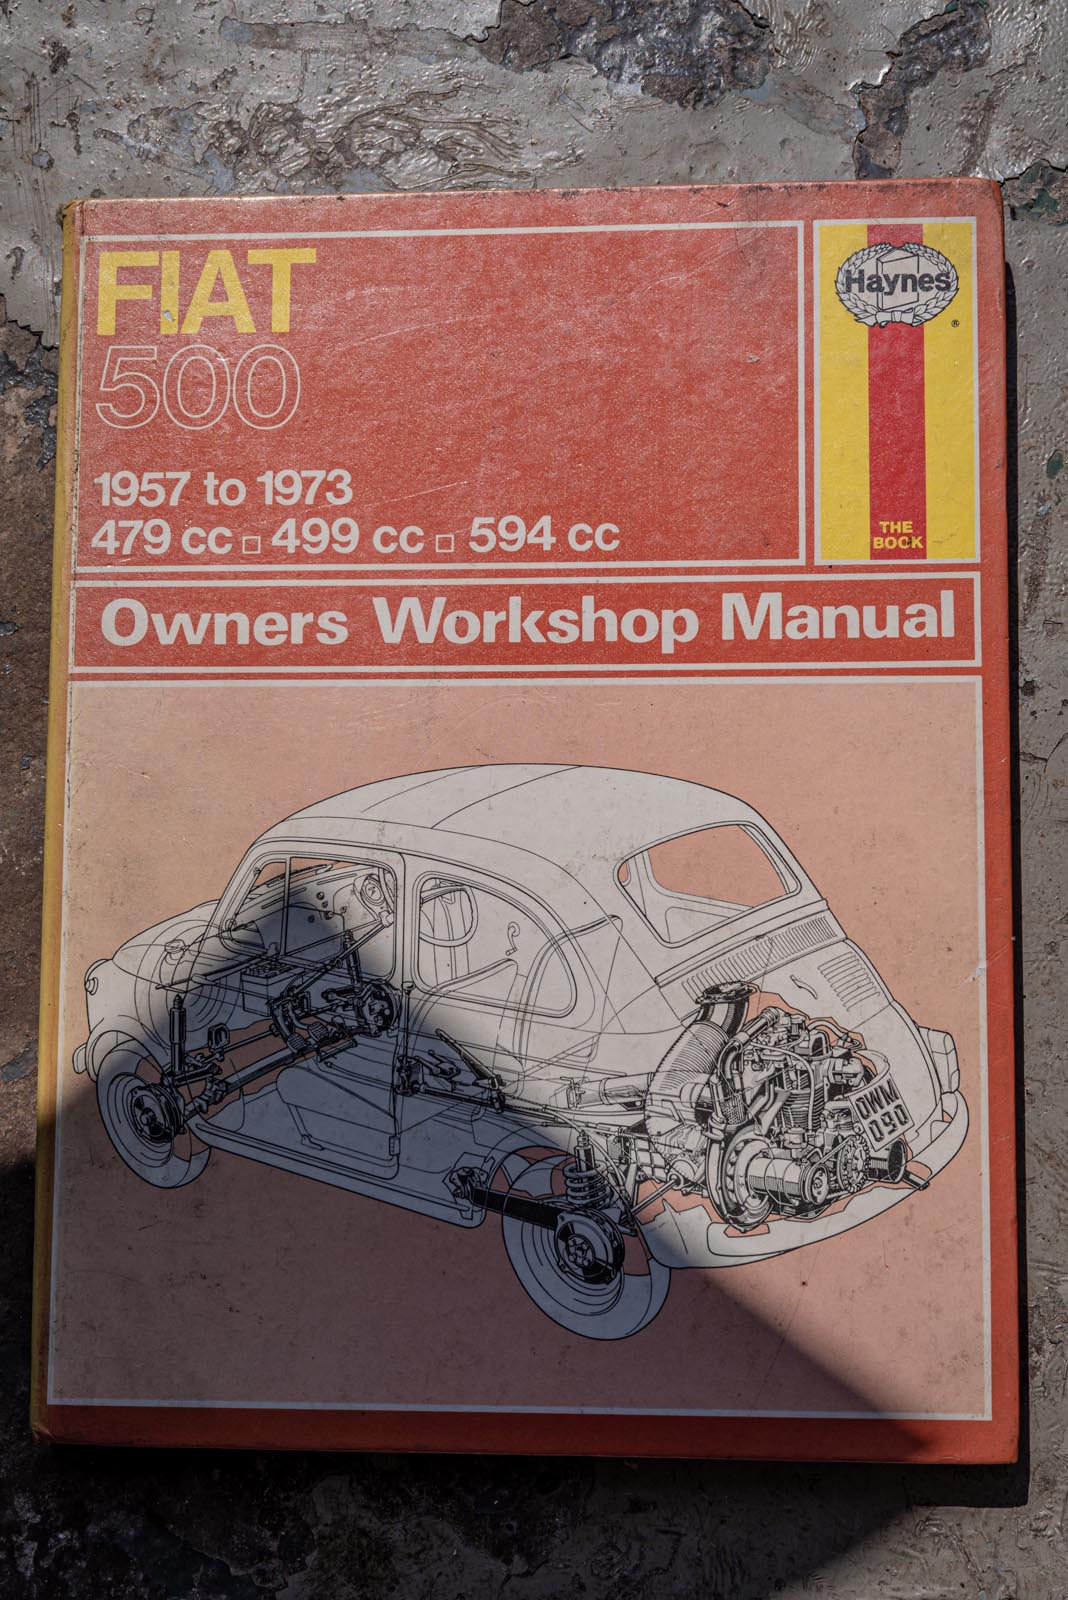 FIAT
500
1957 to 1973
479 cc □ 499 cc □ 594 cc
Haynes
®
THE
BOOK
Owners Workshop Manual
OWM
090